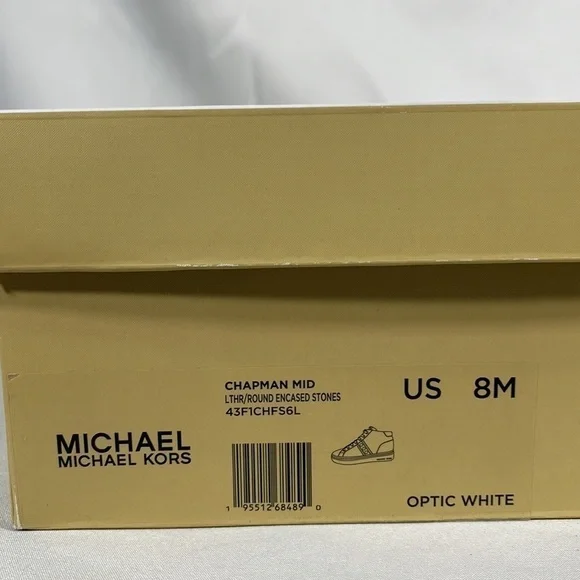 CHAPMAN MID
LTHR/ROUND ENCASED STONES
43F1CHFS6L
US 8M
MICHAEL
MICHAEL KORS
1 95512 68489 0
OPTIC WHITE